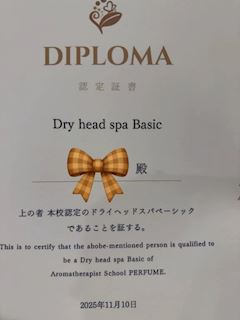 DIPLOMA
認定証書
Dry head spa Basic
殿
上の者 本校認定のドライヘッドスパベーシック
であることを証する。
This is to certify that the abobe-mentioned person is qualified to
be a Dry head spa Basic of
Aromatherapist School PERFUME.
2025年11月10日